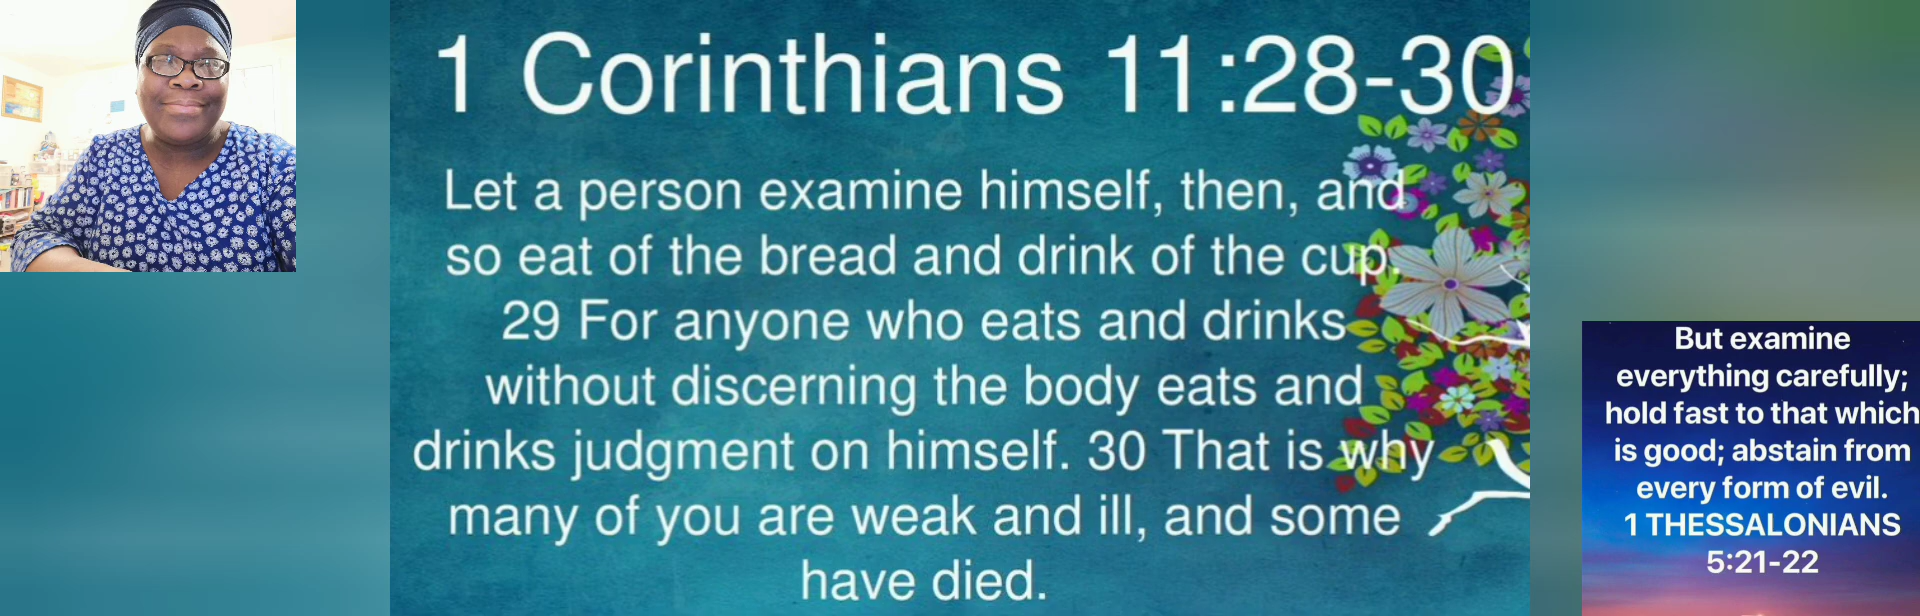 1 Corinthians 11:28-30
Let a person examine himself, then, and
so eat of the bread and drink of the cup.
29 For anyone who eats and drinks
without discerning the body eats and
drinks judgment on himself. 30 That is why
many of you are weak and ill, and some
have died.
But examine
everything carefully;
hold fast to that which
is good; abstain from
every form of evil.
1 THESSALONIANS
5:21-22